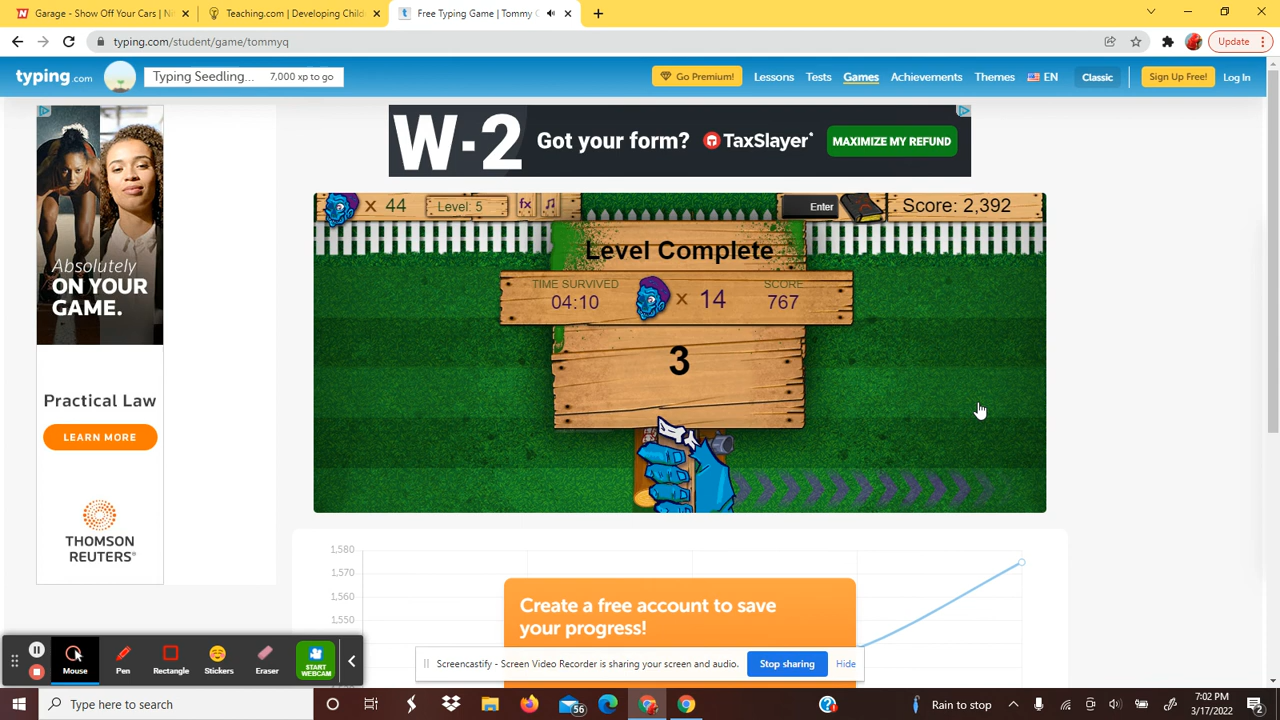 Garage - Show Off Your Cars | Ni
Teaching.com | Developing Child
Free Typing Game | Tommy
typing.com/student/game/tommyq
Update
typing.com
Typing Seedling...
7,000 xp to go
Go Premium!
Lessons
Tests
Games
Achievements
Themes
EN
Classic
Sign Up Free!
Log In
W-2
Got your form?
TaxSlayer
MAXIMIZE MY REFUND
Absolutely
ON YOUR
GAME.
Practical Law
LEARN MORE
THOMSON
REUTERS®
x 44
Level: 5
fx
Enter
Score: 2,392
Level Complete
TIME SURVIVED
04:10
x 14
SCORE
767
3
1,580
1,570
1,560
1,550
Create a free account to save
your progress!
Mouse
Pen
Rectangle
Stickers
Eraser
START
WEBCAM
Screencastify - Screen Video Recorder is sharing your screen and audio.
Stop sharing
Hide
Type here to search
56
Rain to stop
7:02 PM
3/17/2022
2